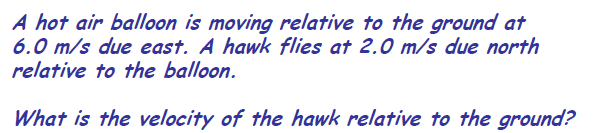 A hot air balloon is moving relative to the ground at
6.0 m/s due east. A hawk flies at 2.0 m/s due north
relative to the balloon.
What is the velocity of the hawk relative to the ground?